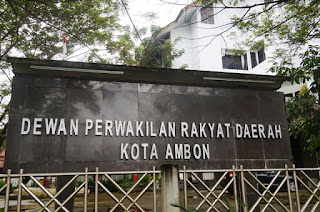 DEWAN PERWAKILAN RAKYAT DAERAH
KOTA AMBON